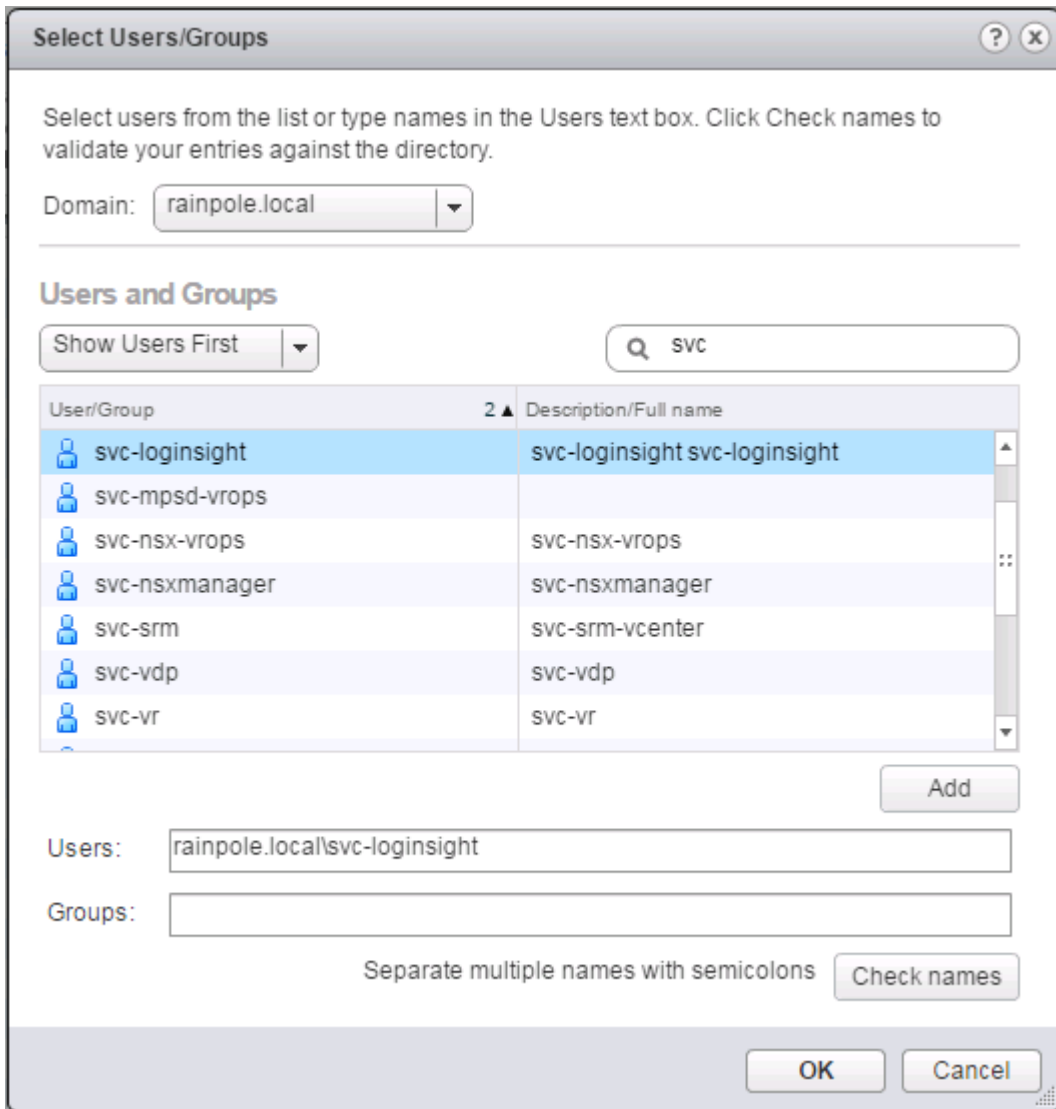 Select Users/Groups
Select users from the list or type names in the Users text box. Click Check names to
validate your entries against the directory.
Domain: rainpole.local
Users and Groups
Show Users First svc
User/Group 2 Description/Full name
svc-loginsight svc-loginsight svc-loginsight
svc-mpsd-vrops
svc-nsx-vrops svc-nsx-vrops
svc-nsxmanager svc-nsxmanager
svc-srm svc-srm-vcenter
svc-vdp svc-vdp
svc-vr svc-vr
Add
Users: rainpole.local\svc-loginsight
Groups:
Separate multiple names with semicolons Check names
OK Cancel